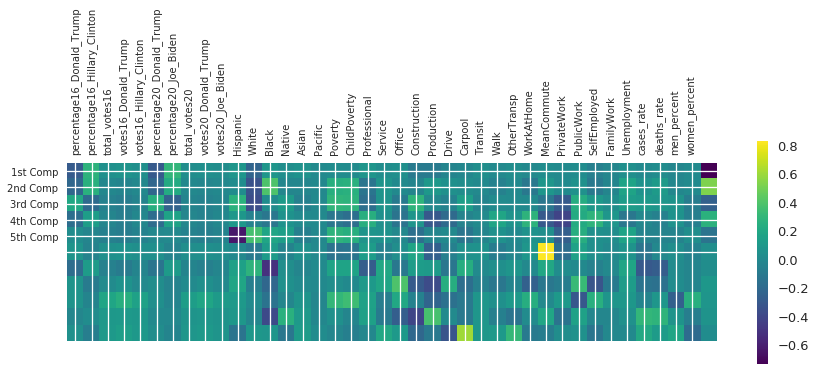 percentage16_Donald_Trump
percentage16_Hillary_Clinton
total_votes16
votes16_Donald_Trump
votes16_Hillary_Clinton
percentage20_Donald_Trump
percentage20_Joe_Biden
total_votes20
votes20_Donald_Trump
votes20_Joe_Biden
Hispanic
White
Black
Native
Asian
Pacific
Poverty
ChildPoverty
Professional
Service
Office
Construction
Production
Drive
Carpool
Transit
Walk
OtherTransp
WorkAtHome
MeanCommute
PrivateWork
PublicWork
SelfEmployed
FamilyWork
Unemployment
cases_rate
deaths_rate
men_percent
women_percent
1st Comp
2nd Comp
3rd Comp
4th Comp
5th Comp
0.8
0.6
0.4
0.2
0.0
−0.2
−0.4
−0.6